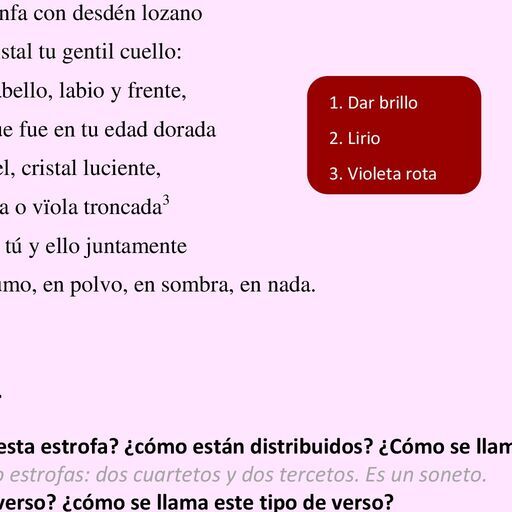 nfa con desdén lozano
stal tu gentil cuello:
bello, labio y frente,
ue fue en tu edad dorada
el, cristal luciente,
a o vïola troncada3
tú y ello juntamente
umo, en polvo, en sombra, en nada.
1. Dar brillo
2. Lirio
3. Violeta rota
esta estrofa? ¿cómo están distribuidos? ¿Cómo se llam
o estrofas: dos cuartetos y dos tercetos. Es un soneto.
verso? ¿cómo se llama este tipo de verso?